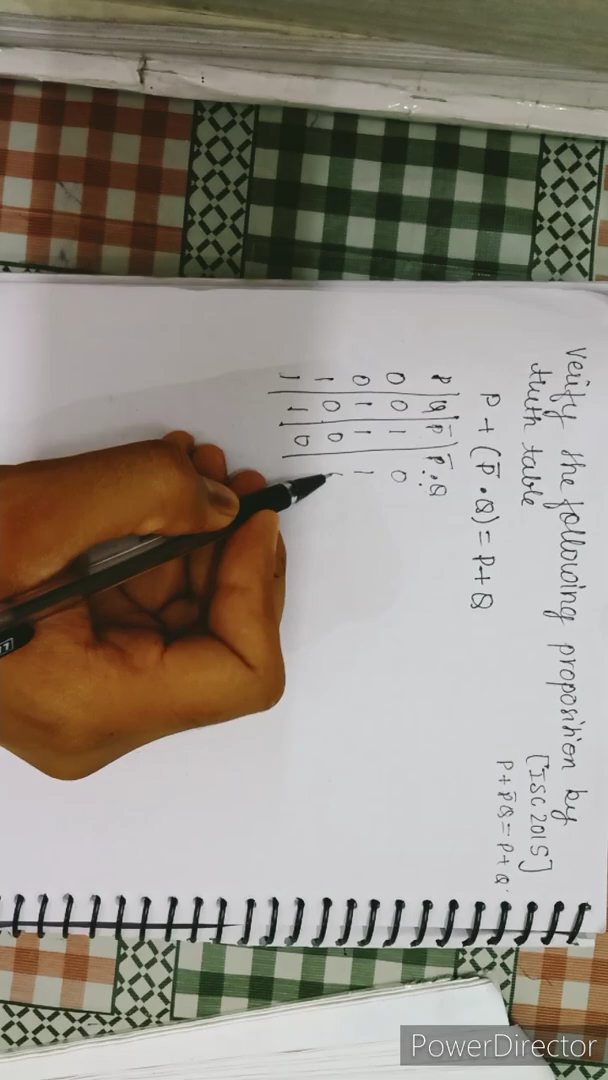 Verify the following proposition by
truth table [ISC 2015]
P + (P̄ . Q) = P + Q
P + P̄Q = P + Q
P | Q | P̄ | P̄ . Q
0 | 0 | 1 | 0
0 | 1 | 1 | 1
1 | 0 | 0 |
1 | 1 | 0 |
PowerDirector